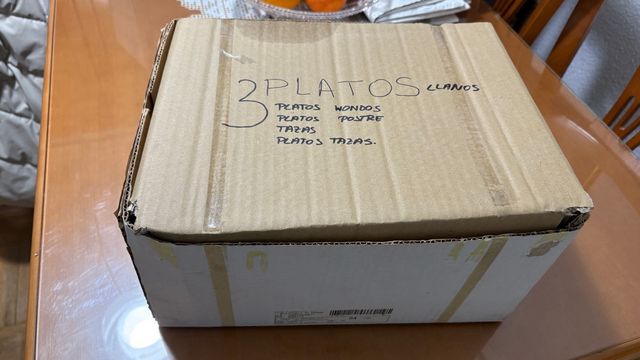 3 PLATOS LLANOS
PLATOS HONDOS
PLATOS POSTRE
TAZAS
PLATOS TAZAS.